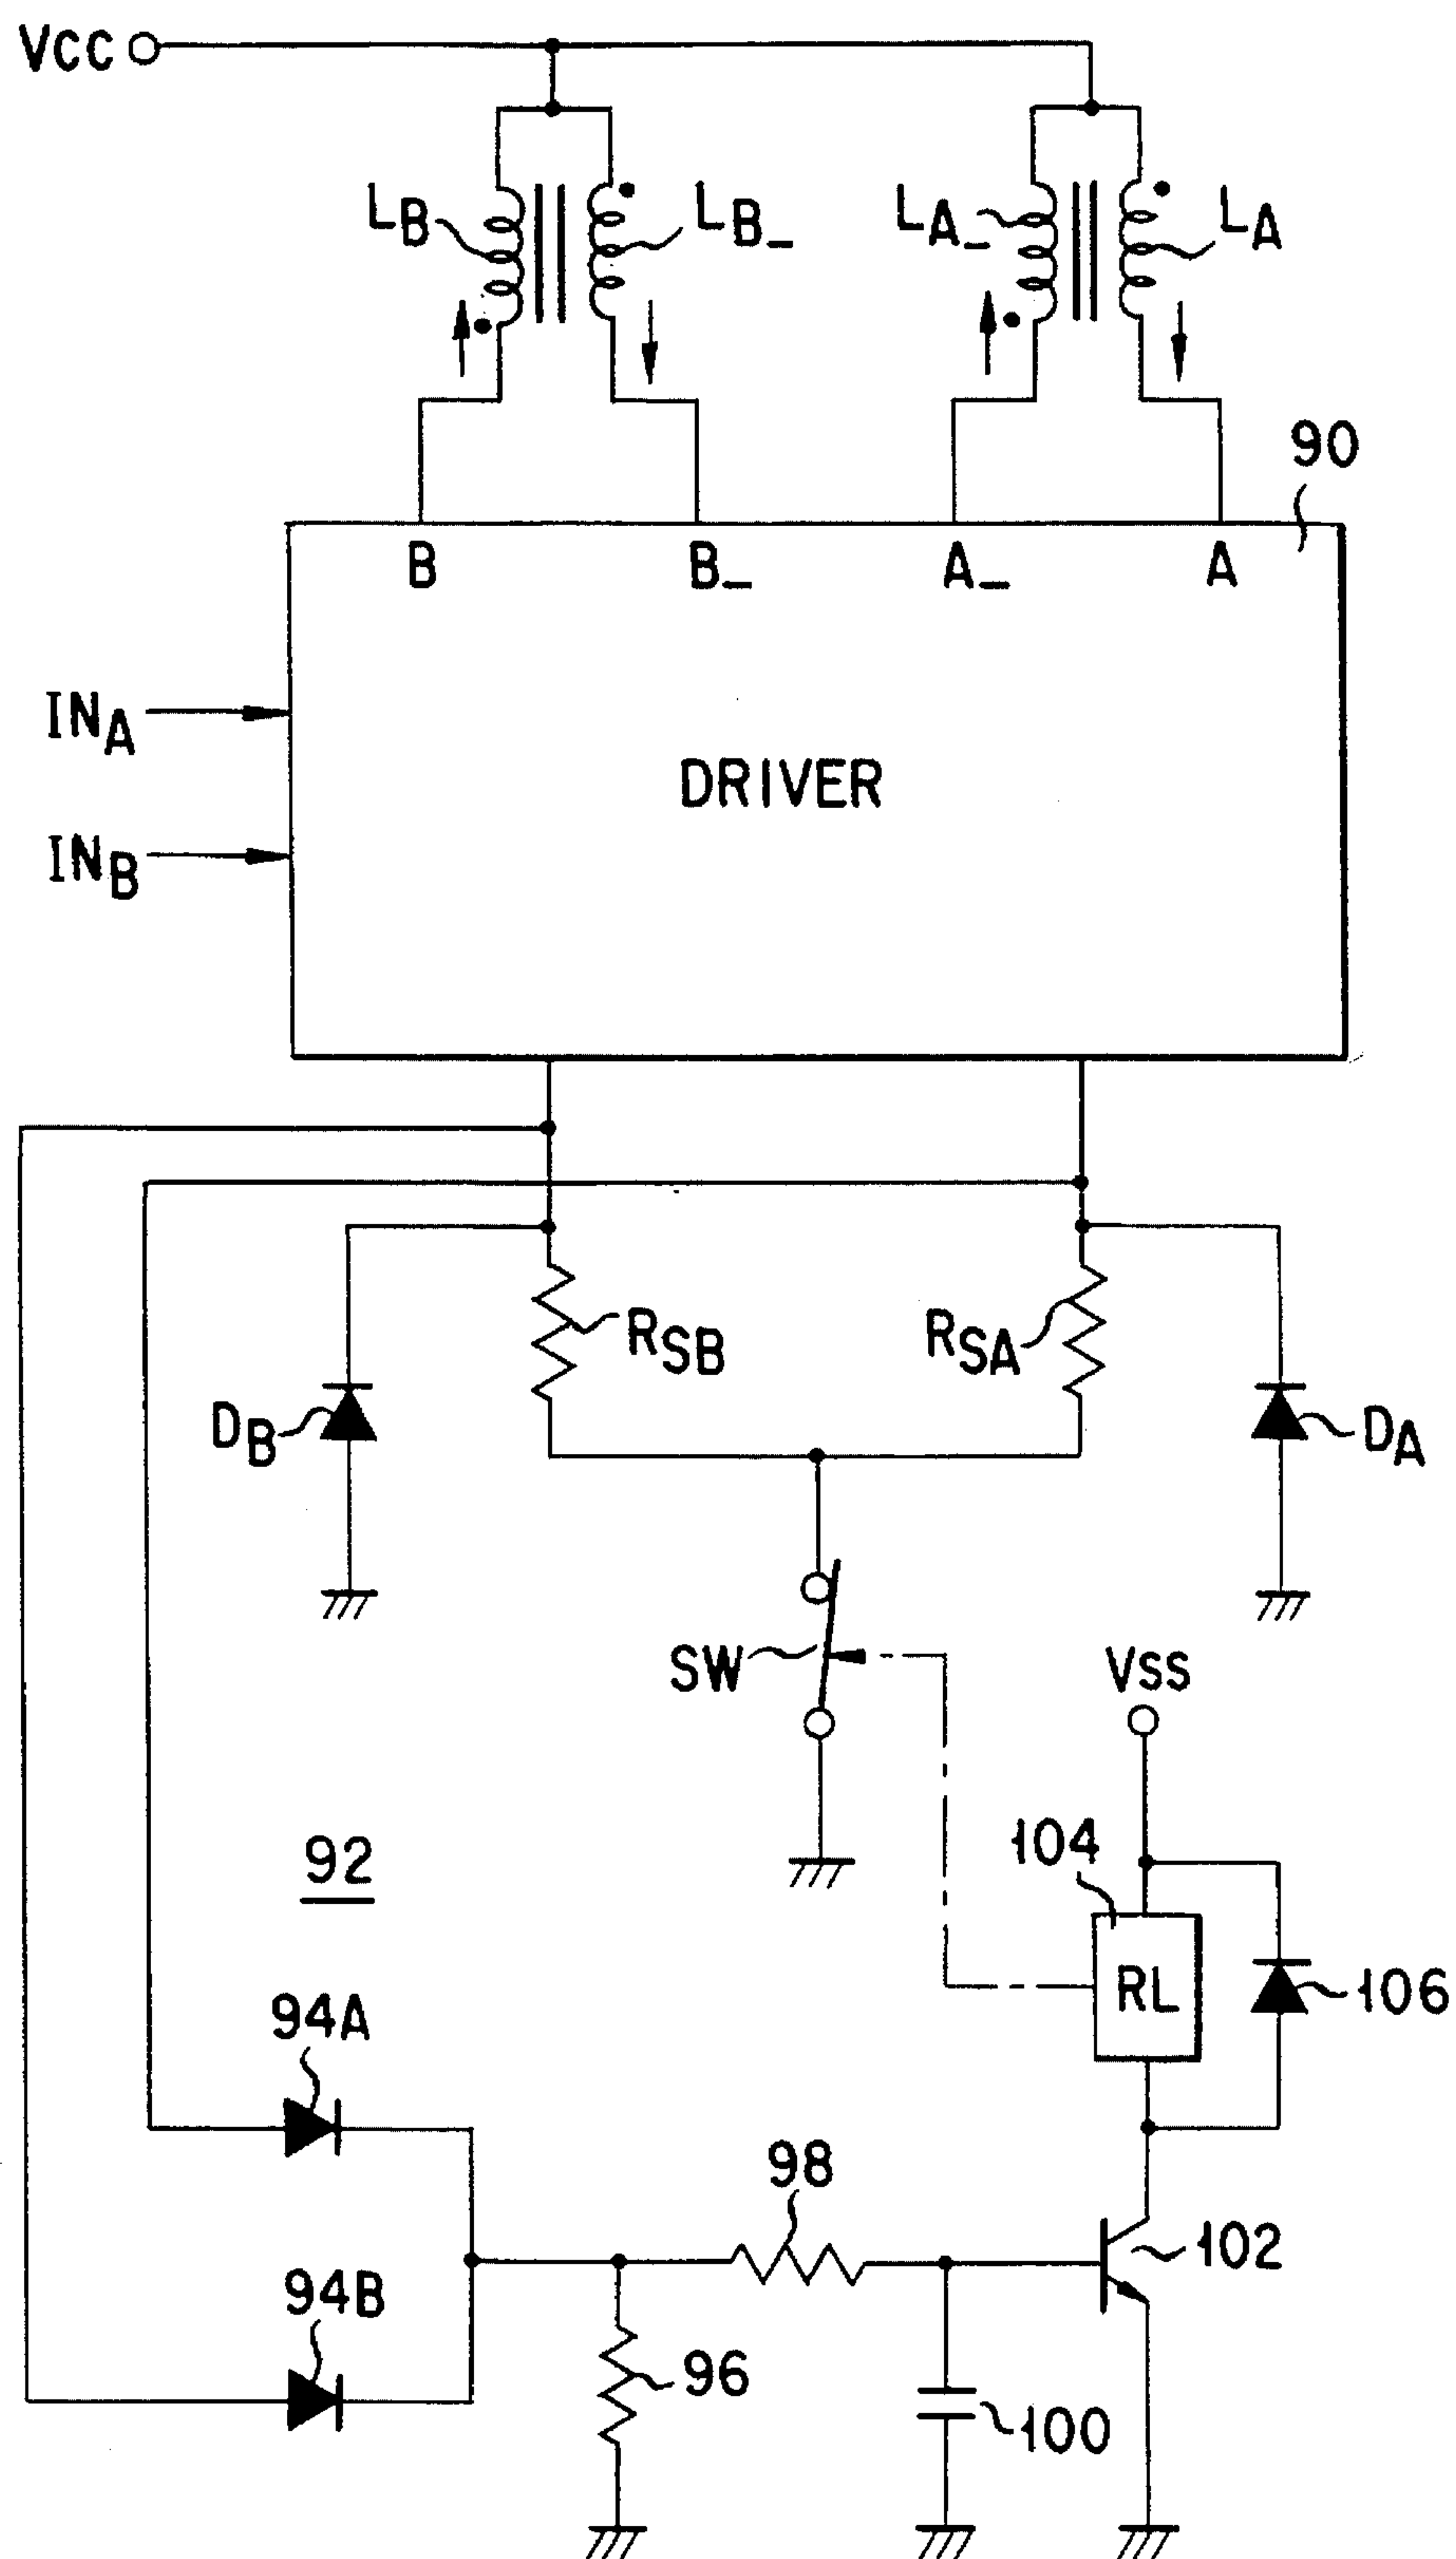 VCC
LB
LB_
LA_
LA
90
B
B_
A_
A
INA
DRIVER
INB
RSB
RSA
DB
DA
SW
VSS
92
104
RL
106
94A
98
102
94B
96
100